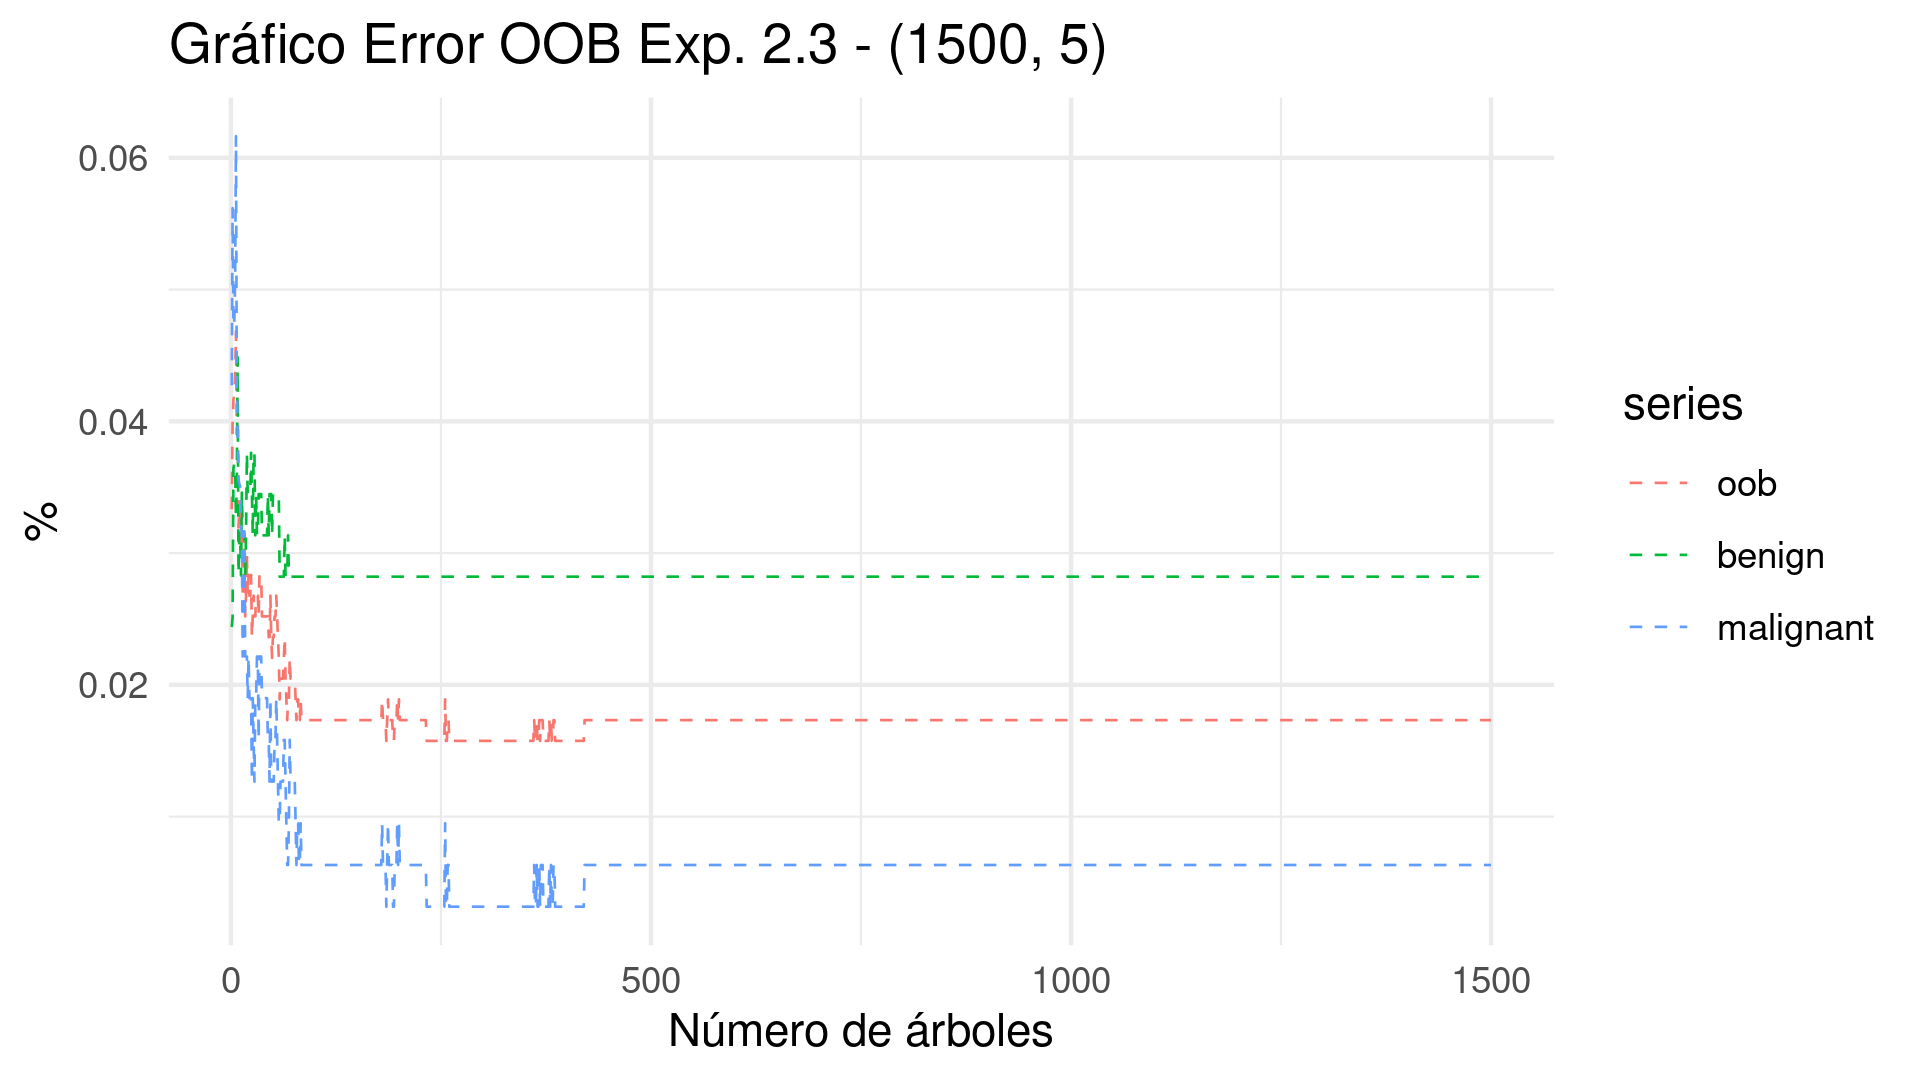 Gráfico Error OOB Exp. 2.3 - (1500, 5)
0.06
0.04
0.02
%
0
500
1000
1500
Número de árboles
series
oob
benign
malignant